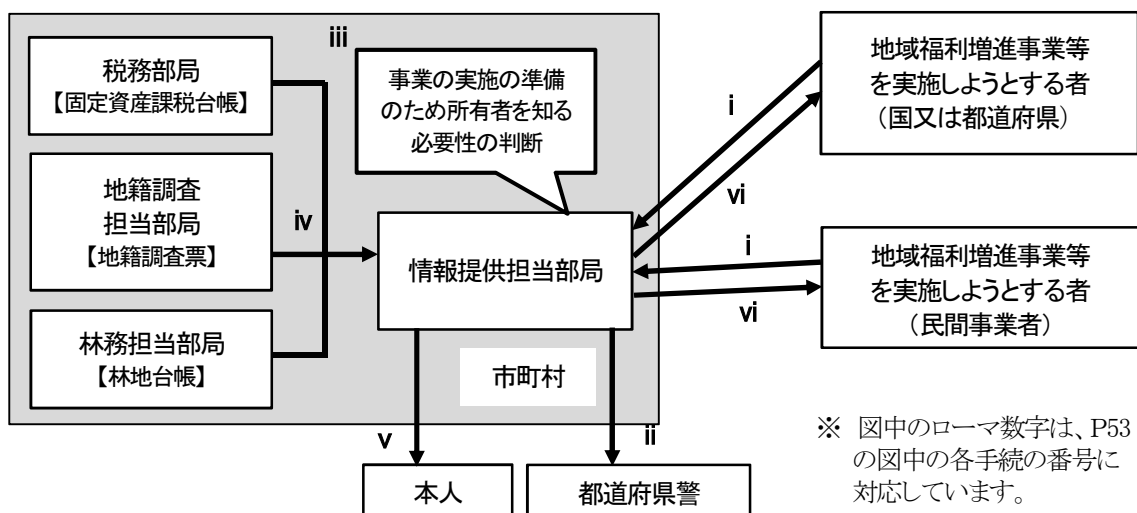 税務部局
【固定資産課税台帳】
地籍調査
担当部局
【地籍調査票】
林務担当部局
【林地台帳】
iii
事業の実施の準備
のため所有者を知る
必要性の判断
iv
情報提供担当部局
市町村
v
本人
ii
都道府県警
i
vi
地域福利増進事業等
を実施しようとする者
（国又は都道府県）
i
vi
地域福利増進事業等
を実施しようとする者
（民間事業者）
※ 図中のローマ数字は、P53
の図中の各手続の番号に
対応しています。